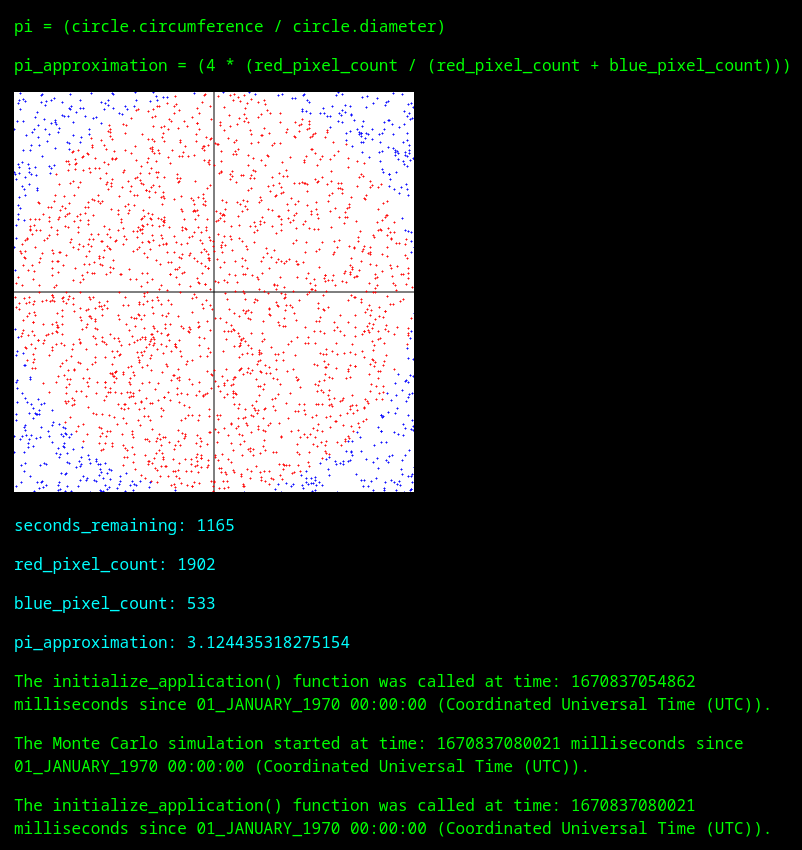 pi = (circle.circumference / circle.diameter)
pi_approximation = (4 * (red_pixel_count / (red_pixel_count + blue_pixel_count)))
seconds_remaining: 1165
red_pixel_count: 1902
blue_pixel_count: 533
pi_approximation: 3.124435318275154
The initialize_application() function was called at time: 1670837054862
milliseconds since 01_JANUARY_1970 00:00:00 (Coordinated Universal Time (UTC)).
The Monte Carlo simulation started at time: 1670837080021 milliseconds since
01_JANUARY_1970 00:00:00 (Coordinated Universal Time (UTC)).
The initialize_application() function was called at time: 1670837080021
milliseconds since 01_JANUARY_1970 00:00:00 (Coordinated Universal Time (UTC)).